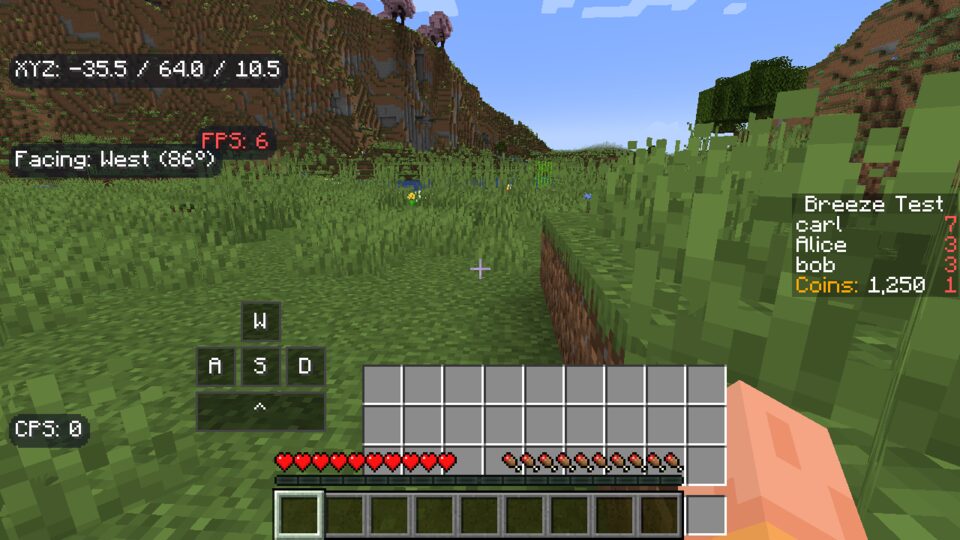 XYZ: -35.5 / 64.0 / 10.5
FPS: 6
Facing: West (86º)
Breeze Test
carl 7
Alice 3
bob 3
Coins: 1,250 1
W
A S D
^
CPS: 0